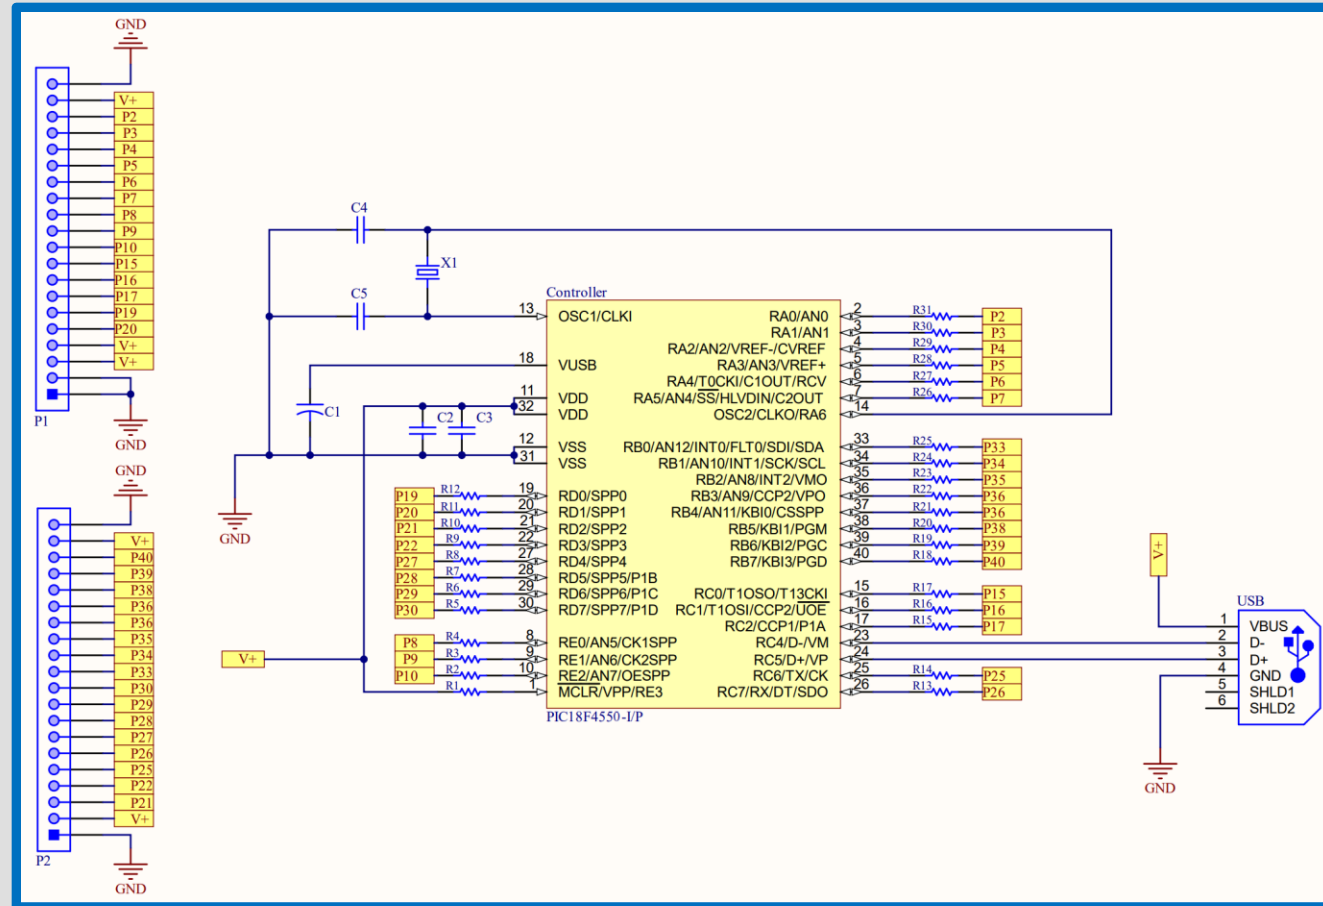 GND
V+
P2
P3
P4
P5
P6
P7
P8
P9
P10
P15
P16
P17
P19
P20
V+
V+
P1
GND
GND
V+
P40
P39
P38
P36
P36
P35
P34
P33
P30
P29
P28
P27
P26
P25
P22
P21
V+
P2
GND
C4
X1
C5
C1
C2 C3
GND
V+
Controller
13 OSC1/CLKI
18 VUSB
11 VDD
32 VDD
12 VSS
31 VSS
P19 R12 19 RD0/SPP0
P20 R11 20 RD1/SPP1
P21 R10 21 RD2/SPP2
P22 R9 22 RD3/SPP3
P27 R8 27 RD4/SPP4
P28 R7 28 RD5/SPP5/P1B
P29 R6 29 RD6/SPP6/P1C
P30 R5 30 RD7/SPP7/P1D
P8 R4 8 RE0/AN5/CK1SPP
P9 R3 9 RE1/AN6/CK2SPP
P10 R2 10 RE2/AN7/OESPP
R1 1 MCLR/VPP/RE3
RA0/AN0 2 R31 P2
RA1/AN1 3 R30 P3
RA2/AN2/VREF-/CVREF 4 R29 P4
RA3/AN3/VREF+ 5 R28 P5
RA4/T0CKI/C1OUT/RCV 6 R27 P6
RA5/AN4/SS/HLVDIN/C2OUT 7 R26 P7
OSC2/CLKO/RA6 14
RB0/AN12/INT0/FLT0/SDI/SDA 33 R25 P33
RB1/AN10/INT1/SCK/SCL 34 R24 P34
RB2/AN8/INT2/VMO 35 R23 P35
RB3/AN9/CCP2/VPO 36 R22 P36
RB4/AN11/KBI0/CSSPP 37 R21 P36
RB5/KBI1/PGM 38 R20 P38
RB6/KBI2/PGC 39 R19 P39
RB7/KBI3/PGD 40 R18 P40
RC0/T1OSO/T13CKI 15 R17 P15
RC1/T1OSI/CCP2/UOE 16 R16 P16
RC2/CCP1/P1A 17 R15 P17
RC4/D-/VM 23
RC5/D+/VP 24
RC6/TX/CK 25 R14 P25
RC7/RX/DT/SDO 26 R13 P26
PIC18F4550-I/P
V+
USB
1 VBUS
2 D-
3 D+
4 GND
5 SHLD1
6 SHLD2
GND